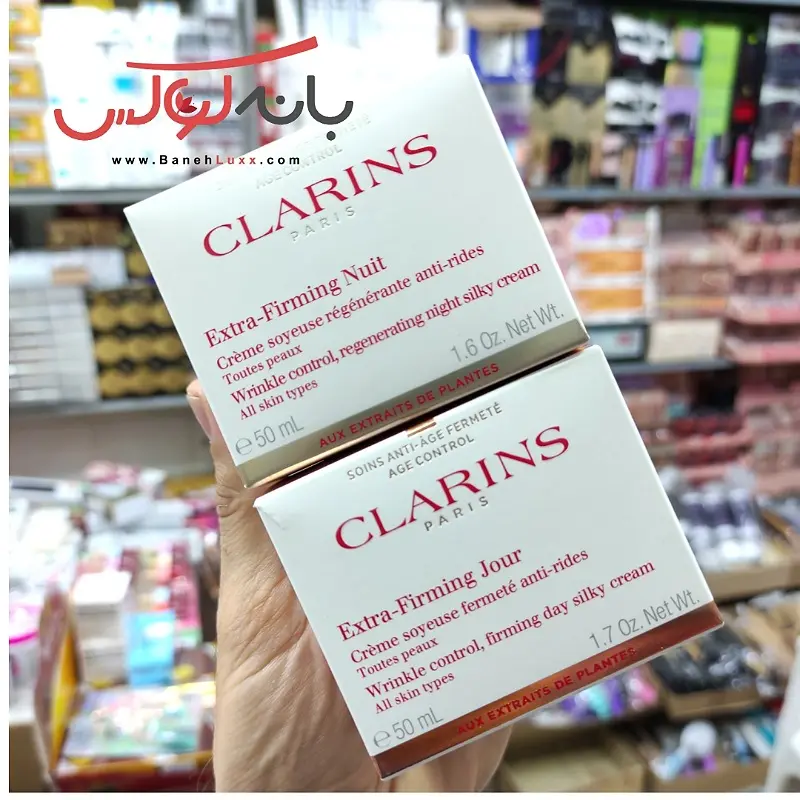 بانه لوکس
www.BanehLuxx.com
AGE CONTROL
CLARINS
PARIS
Extra-Firming Nuit
Crème soyeuse régénérante anti-rides
Toutes peaux
Wrinkle control, regenerating night silky cream
All skin types
1.6 Oz. Net Wt.
℮50 mL
AUX EXTRAITS DE PLANTES
SOINS ANTI-ÂGE FERMETÉ
AGE CONTROL
CLARINS
PARIS
Extra-Firming Jour
Crème soyeuse fermeté anti-rides
Toutes peaux
Wrinkle control, firming day silky cream
All skin types
1.7 Oz. Net Wt.
℮50 mL
AUX EXTRAITS DE PLANTES